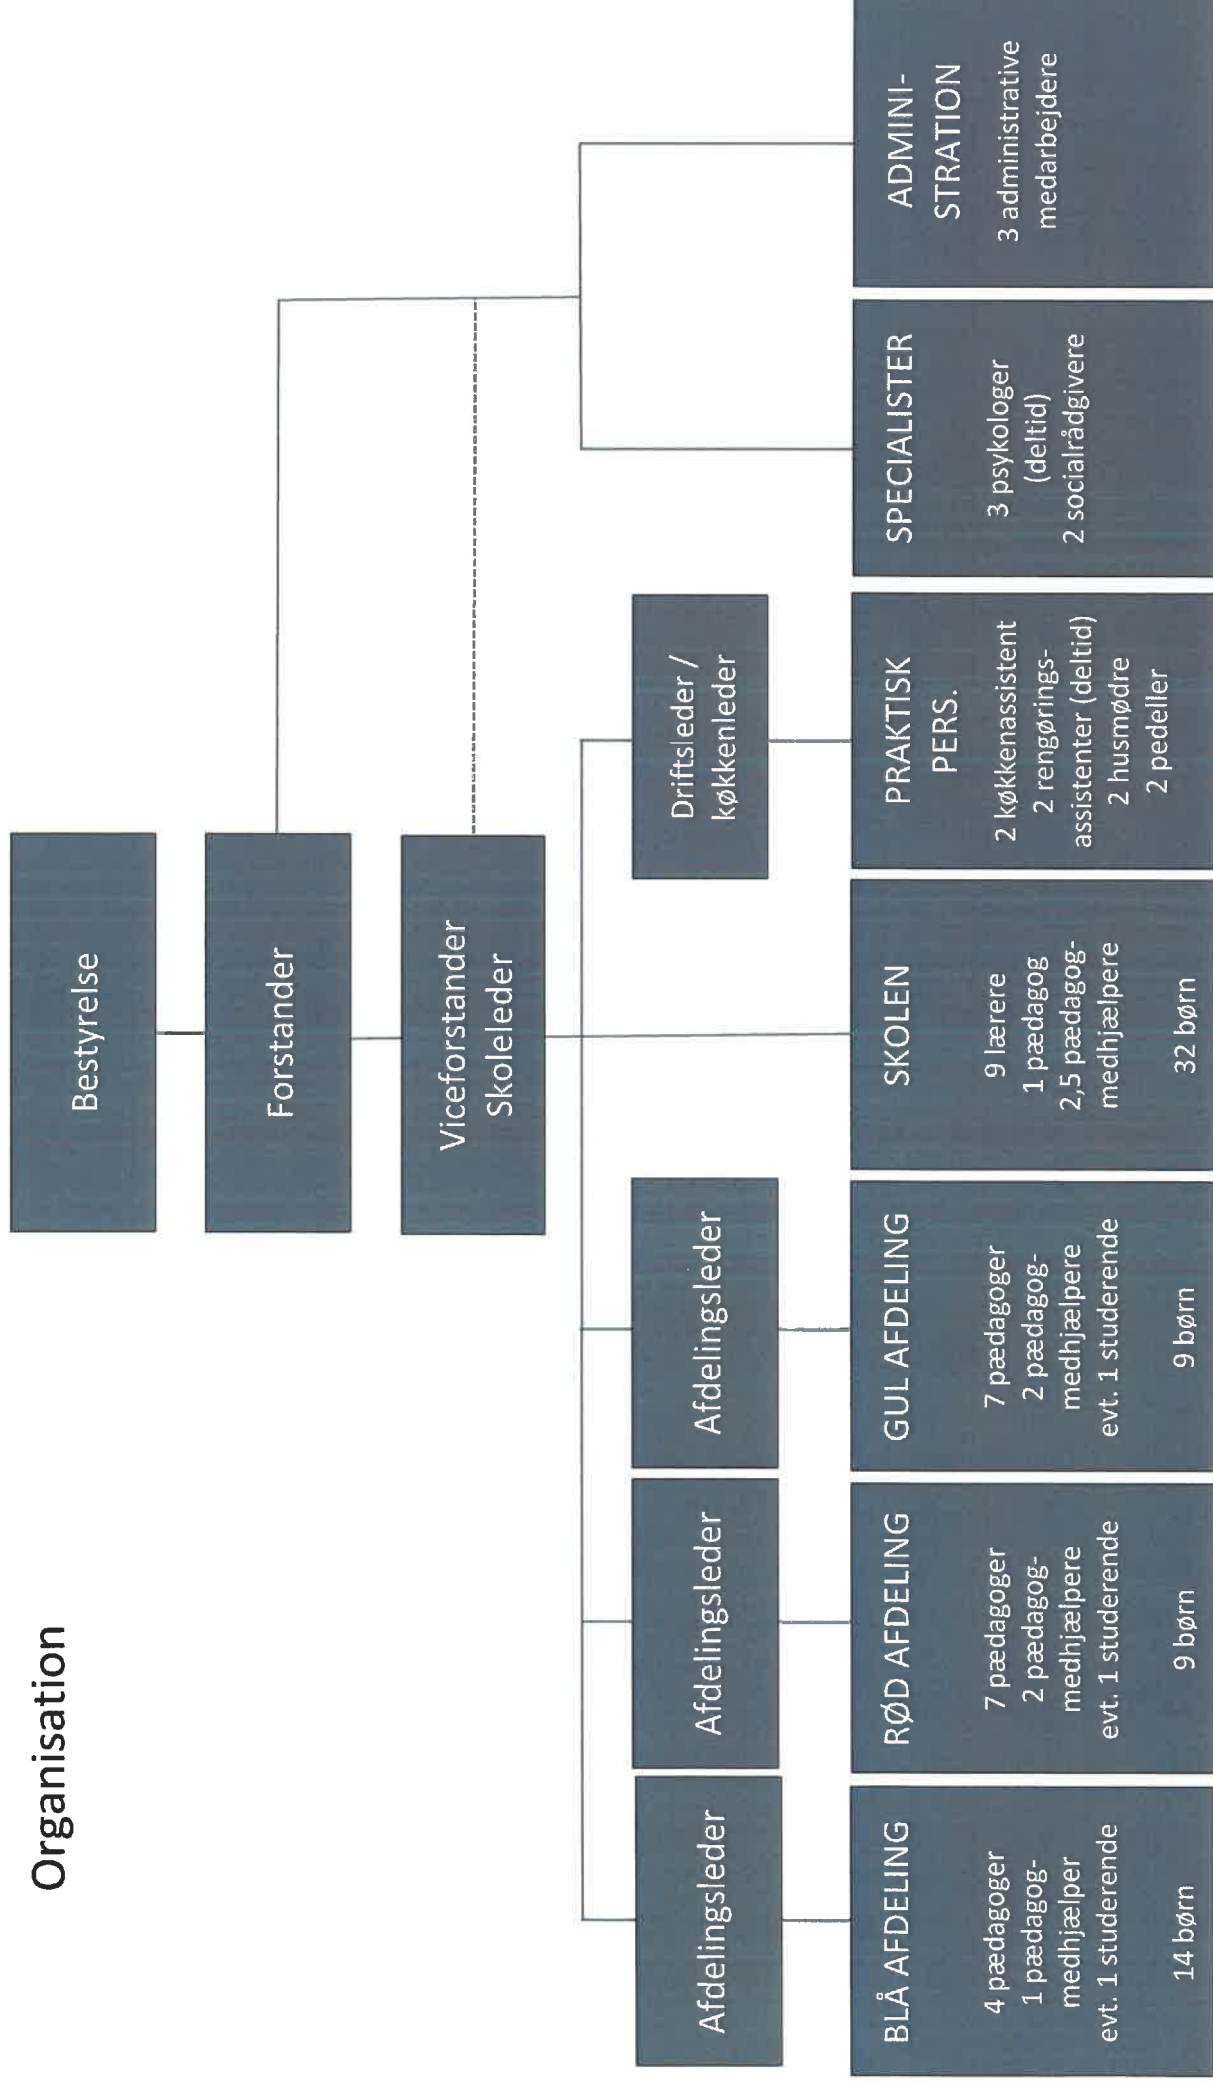 Organisation
Bestyrelse
Forstander
Viceforstander
Skoleleder
Afdelingsleder
Afdelingsleder
Afdelingsleder
Driftsleder /
køkkenleder
BLÅ AFDELING
4 pædagoger
1 pædagog-
medhjælper
evt. 1 studerende
14 børn
RØD AFDELING
7 pædagoger
2 pædagog-
medhjælpere
evt. 1 studerende
9 børn
GUL AFDELING
7 pædagoger
2 pædagog-
medhjælpere
evt. 1 studerende
9 børn
SKOLEN
9 lærere
1 pædagog
2,5 pædagog-
medhjælpere
32 børn
PRAKTISK
PERS.
2 køkkenassistent
2 rengørings-
assistenter (deltid)
2 husmødre
2 pedeller
SPECIALISTER
3 psykologer
(deltid)
2 socialrådgivere
ADMINI-
STRATION
3 administrative
medarbejdere